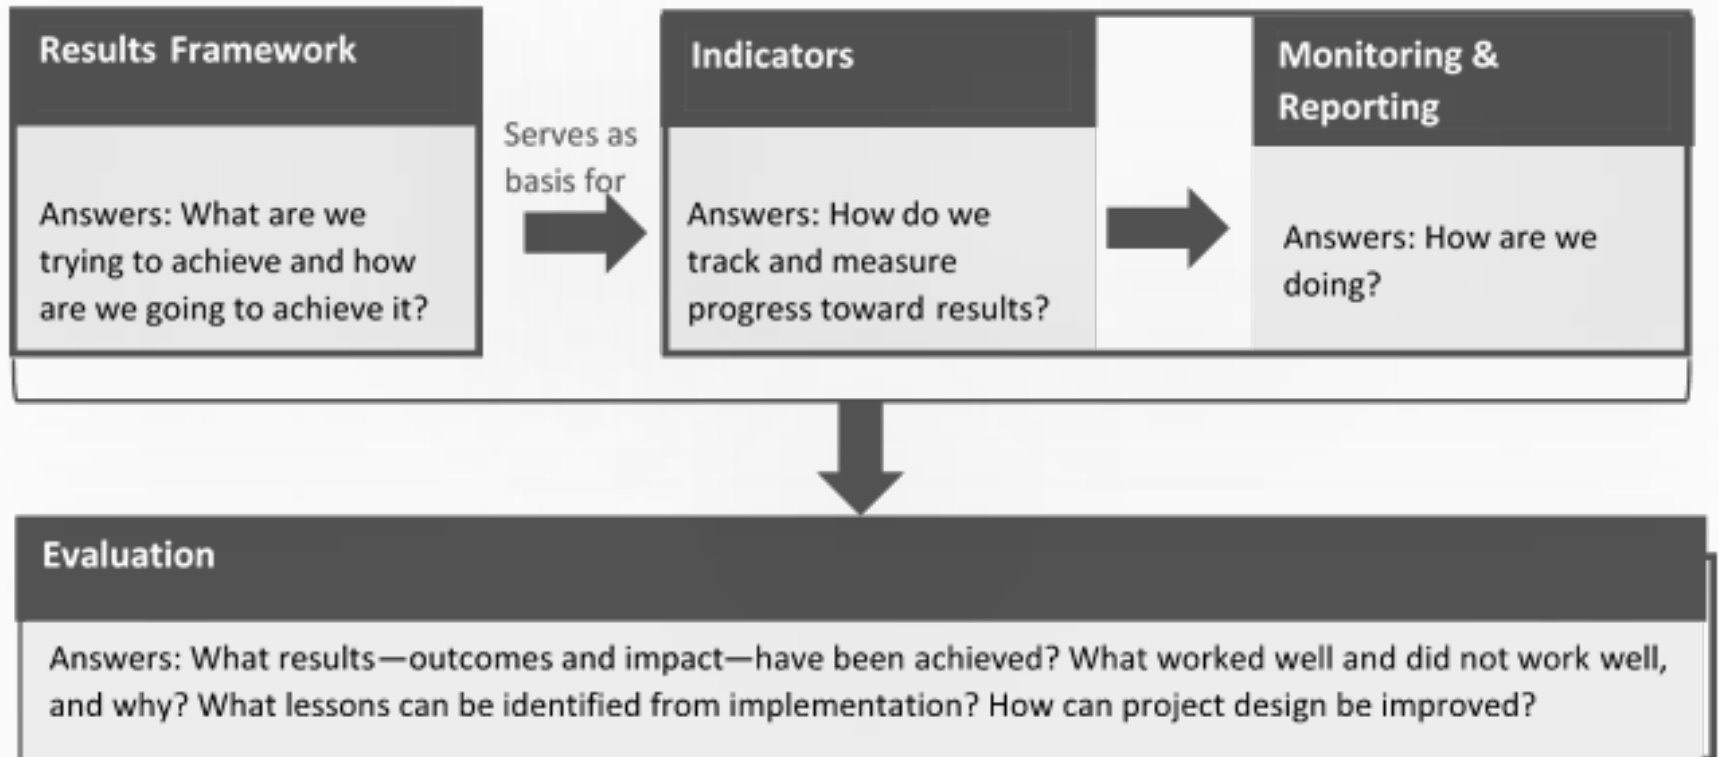 Results Framework
Answers: What are we
trying to achieve and how
are we going to achieve it?
Serves as
basis for
Indicators
Answers: How do we
track and measure
progress toward results?
Monitoring &
Reporting
Answers: How are we
doing?
Evaluation
Answers: What results—outcomes and impact—have been achieved? What worked well and did not work well,
and why? What lessons can be identified from implementation? How can project design be improved?